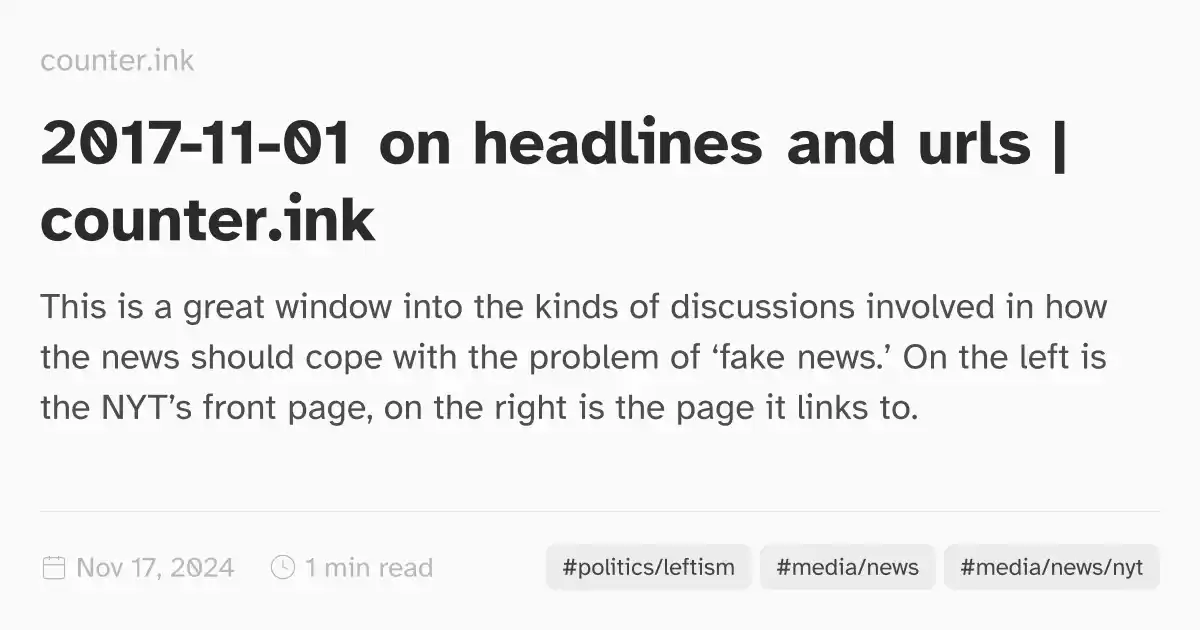 counter.ink
2017-11-01 on headlines and urls |
counter.ink
This is a great window into the kinds of discussions involved in how
the news should cope with the problem of ‘fake news.’ On the left is
the NYT’s front page, on the right is the page it links to.
Nov 17, 2024 1 min read #politics/leftism #media/news #media/news/nyt